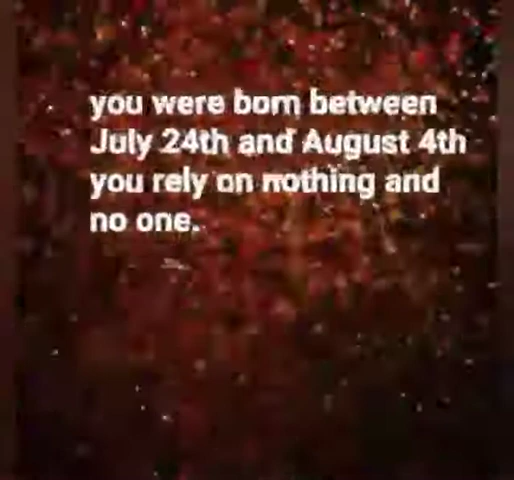 you were born between
July 24th and August 4th
you rely on nothing and
no one.